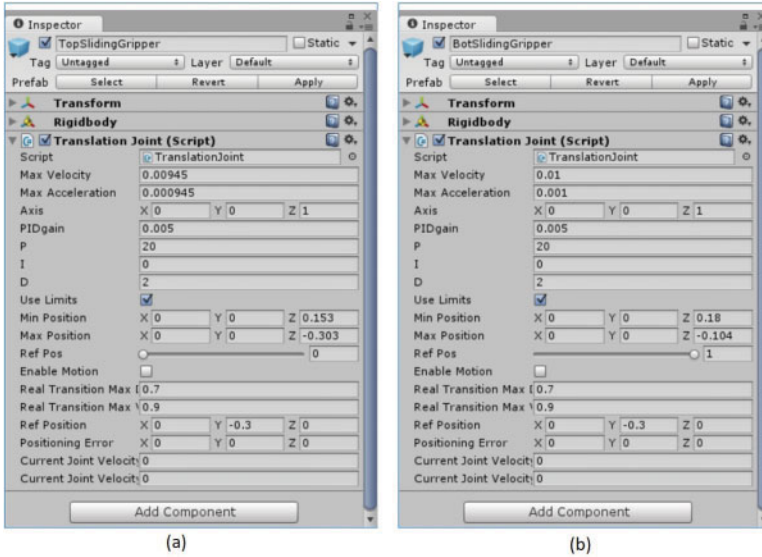 Inspector
TopSlidingGripper Static
Tag Untagged Layer Default
Prefab Select Revert Apply
Transform
Rigidbody
Translation Joint (Script)
Script TranslationJoint
Max Velocity 0.00945
Max Acceleration 0.000945
Axis X 0 Y 0 Z 1
PIDgain 0.005
P 20
I 0
D 2
Use Limits
Min Position X 0 Y 0 Z 0.153
Max Position X 0 Y 0 Z -0.303
Ref Pos 0
Enable Motion
Real Transition Max 0.7
Real Transition Max 0.9
Ref Position X 0 Y -0.3 Z 0
Positioning Error X 0 Y 0 Z 0
Current Joint Velocit 0
Current Joint Velocit 0
Add Component
(a)
Inspector
BotSlidingGripper Static
Tag Untagged Layer Default
Prefab Select Revert Apply
Transform
Rigidbody
Translation Joint (Script)
Script TranslationJoint
Max Velocity 0.01
Max Acceleration 0.001
Axis X 0 Y 0 Z 1
PIDgain 0.005
P 20
I 0
D 2
Use Limits
Min Position X 0 Y 0 Z 0.18
Max Position X 0 Y 0 Z -0.104
Ref Pos 1
Enable Motion
Real Transition Max 0.7
Real Transition Max 0.9
Ref Position X 0 Y -0.3 Z 0
Positioning Error X 0 Y 0 Z 0
Current Joint Velocit 0
Current Joint Velocit 0
Add Component
(b)